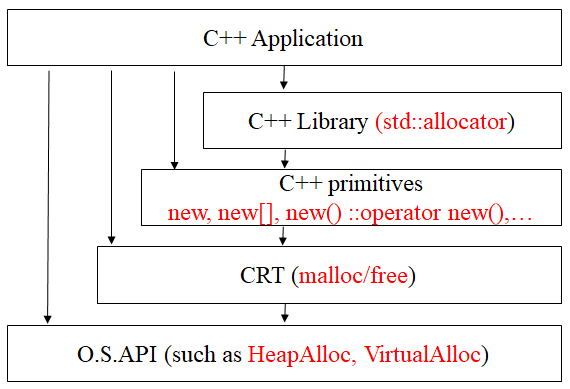 C++ Application
C++ Library (std::allocator)
C++ primitives
new, new[], new() ::operator new(),…
CRT (malloc/free)
O.S.API (such as HeapAlloc, VirtualAlloc)